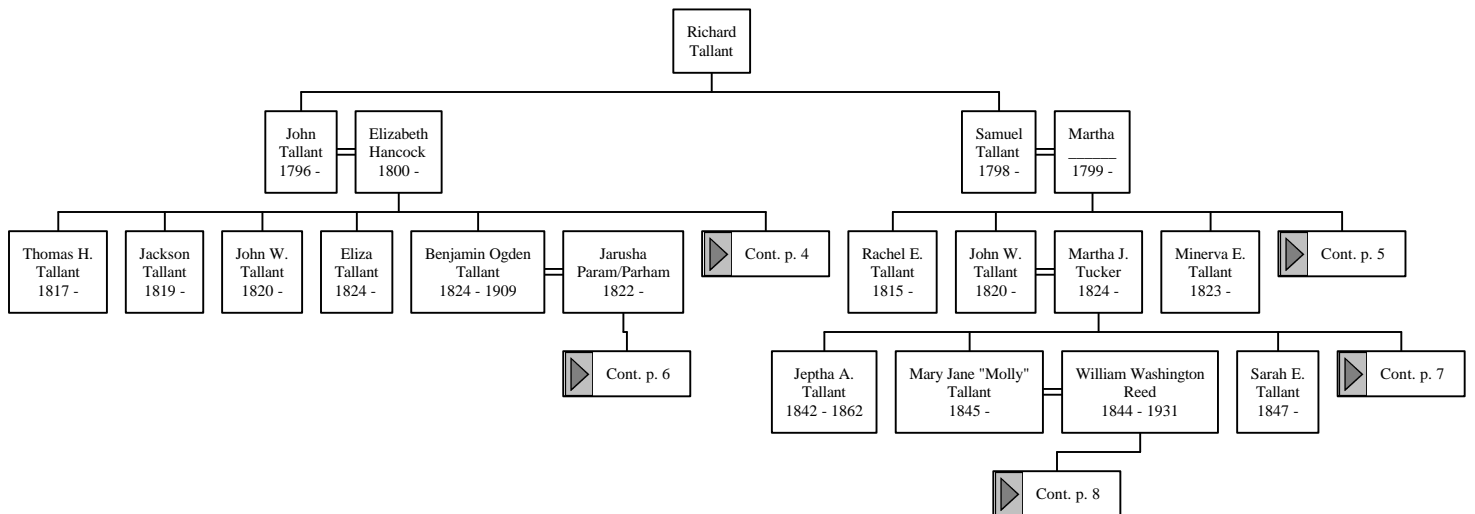 Richard
Tallant
John
Tallant
1796 -
Elizabeth
Hancock
1800 -
Samuel
Tallant
1798 -
Martha
______
1799 -
Thomas H.
Tallant
1817 -
Jackson
Tallant
1819 -
John W.
Tallant
1820 -
Eliza
Tallant
1824 -
Benjamin Ogden
Tallant
1824 - 1909
Jarusha
Param/Parham
1822 -
Cont. p. 4
Rachel E.
Tallant
1815 -
John W.
Tallant
1820 -
Martha J.
Tucker
1824 -
Minerva E.
Tallant
1823 -
Cont. p. 5
Cont. p. 6
Jeptha A.
Tallant
1842 - 1862
Mary Jane "Molly"
Tallant
1845 -
William Washington
Reed
1844 - 1931
Sarah E.
Tallant
1847 -
Cont. p. 7
Cont. p. 8